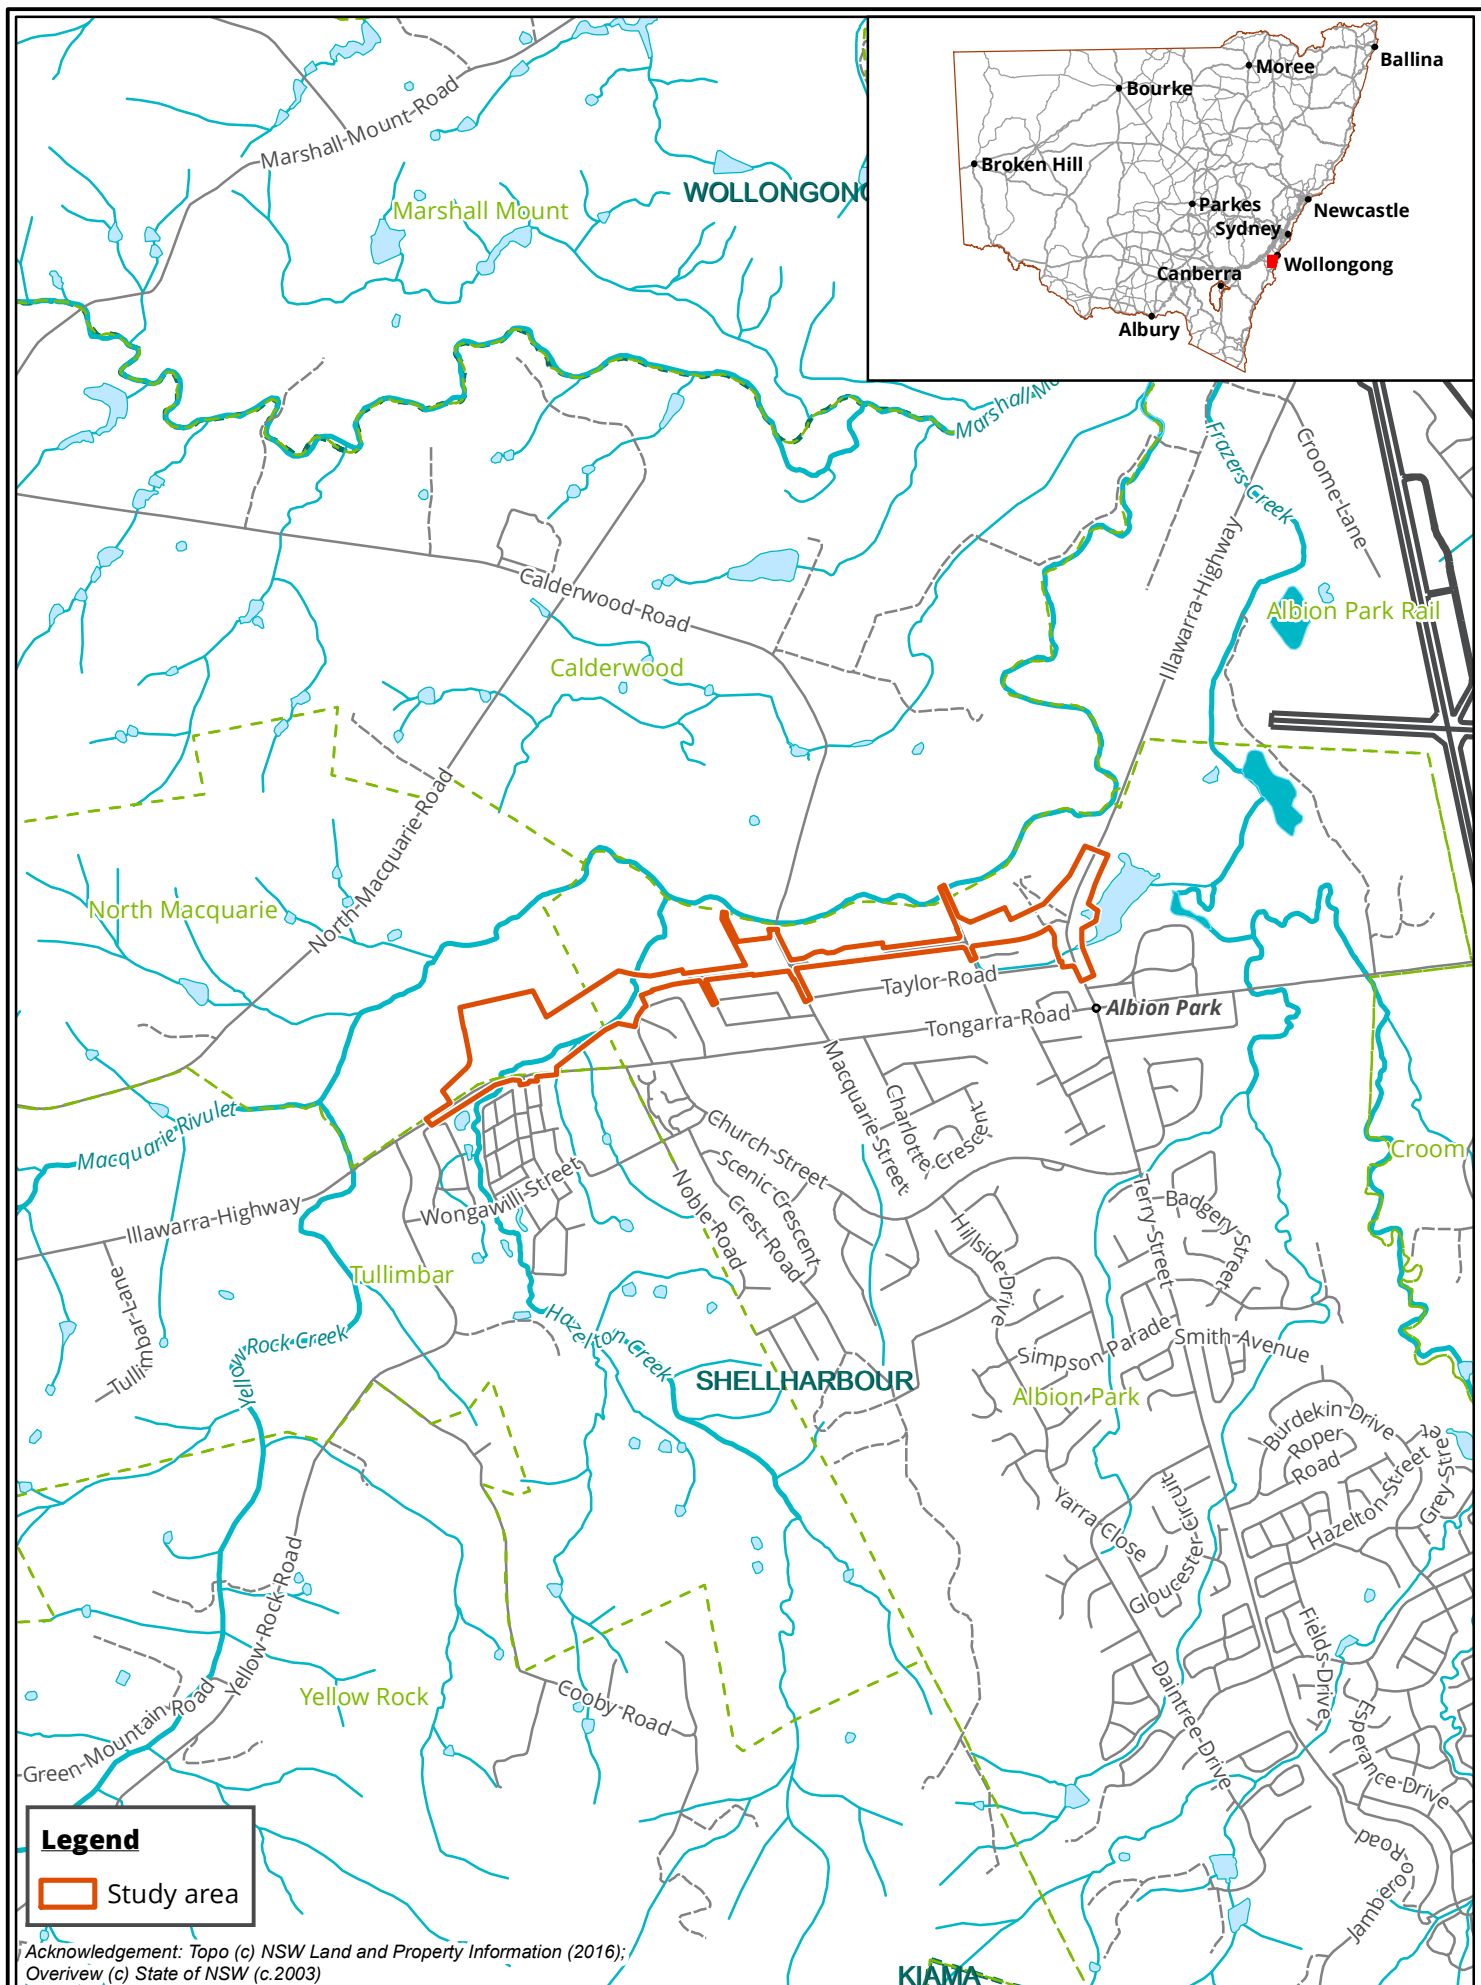 Marshall-Mount-Road
Marshall Mount
WOLLONGONG
Moree
Ballina
Bourke
Broken Hill
Parkes
Newcastle
Sydney
Wollongong
Canberra
Albury
Marshall-Mo
Frazers-Creek
Croome-Lane
Illawarra-Highway
Calderwood-Road
Calderwood
Albion Park Rail
North-Macquarie-Road
North Macquarie
Taylor-Road
Tongarra-Road
Albion Park
Macquarie Rivulet
Macquarie-Street
Charlotte-
Crescent
Church-Street
Scenic-Crescent
Crest-Road
Noble-Road
Wongawilli-Street
Illawarra-Highway
Tullimbar-Lane
Tullimbar
Yellow Rock Creek
Hazelton-Creek
SHELLHARBOUR
Hillside-Drive
Terry-Street
Badgery-
Street
Croom
Simpson-Parade
Smith-Avenue
Albion Park
Burdekin-Drive
Roper
Road
Hazelton-Street
Grey-Street
Yarra-Close
Gloucester-Circuit
Fields-Drive
Daintree-Drive
Esperance-Drive
Jamberoo-Road
Yellow-Rock-Road
Green-Mountain-Road
Yellow Rock
Cooby-Road
KIAMA
Legend
Study area
Acknowledgement: Topo (c) NSW Land and Property Information (2016);
Overivew (c) State of NSW (c.2003)